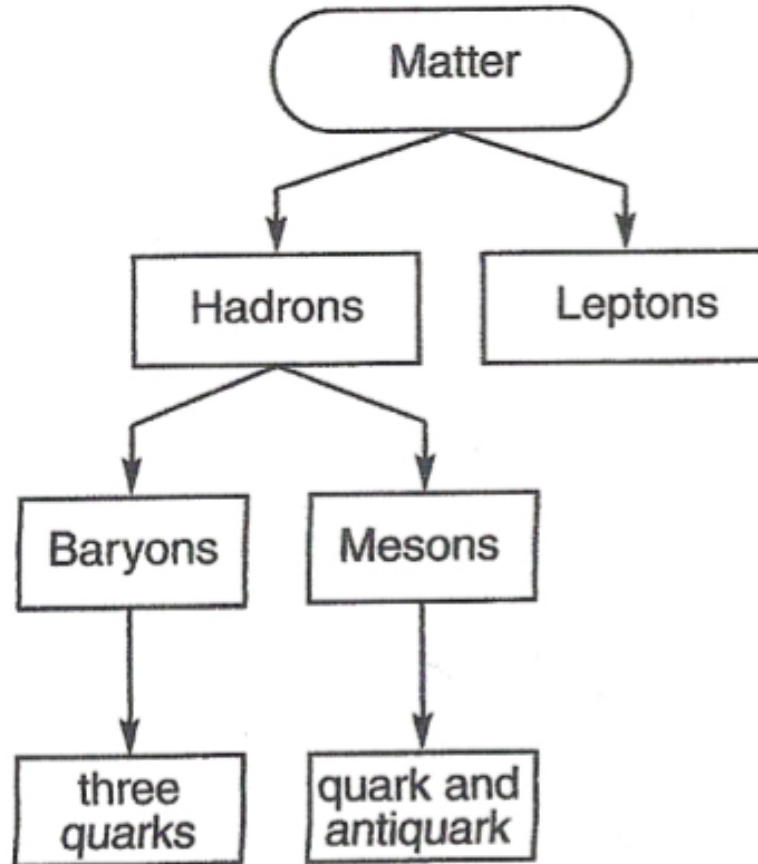 Matter
Hadrons
Leptons
Baryons
Mesons
three
quarks
quark and
antiquark